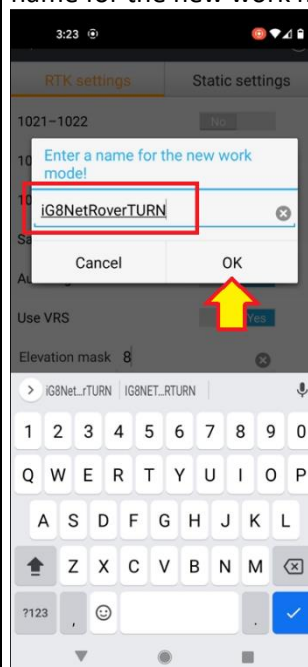 name for the new work m
3:23
RTK settings Static settings
1021-1022 No
Enter a name for the new work
mode!
iG8NetRoverTURN
Cancel OK
Use VRS Yes
Elevation mask 8
iG8Net...rTURN IG8NET...RTURN
1 2 3 4 5 6 7 8 9 0
Q W E R T Y U I O P
A S D F G H J K L
Z X C V B N M
?123 , .